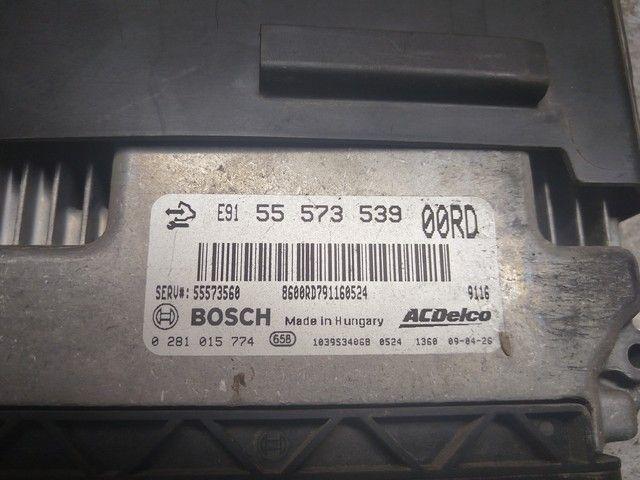 E91 55 573 539 00RD
SERV#: 55573560 8600RD791160524 9116
BOSCH Made in Hungary ACDelco
0 281 015 774 658 1039S34068 0524 1360 09-04-26